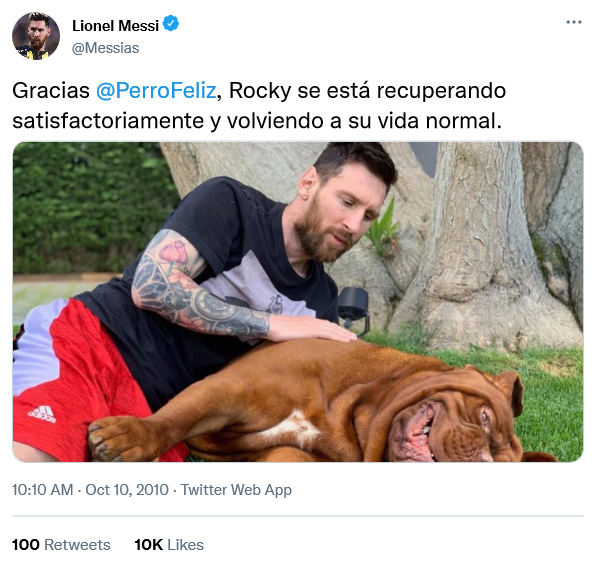 Lionel Messi
@Messias
Gracias @PerroFeliz, Rocky se está recuperando
satisfactoriamente y volviendo a su vida normal.
adidas
10:10 AM · Oct 10, 2010 · Twitter Web App
100 Retweets 10K Likes